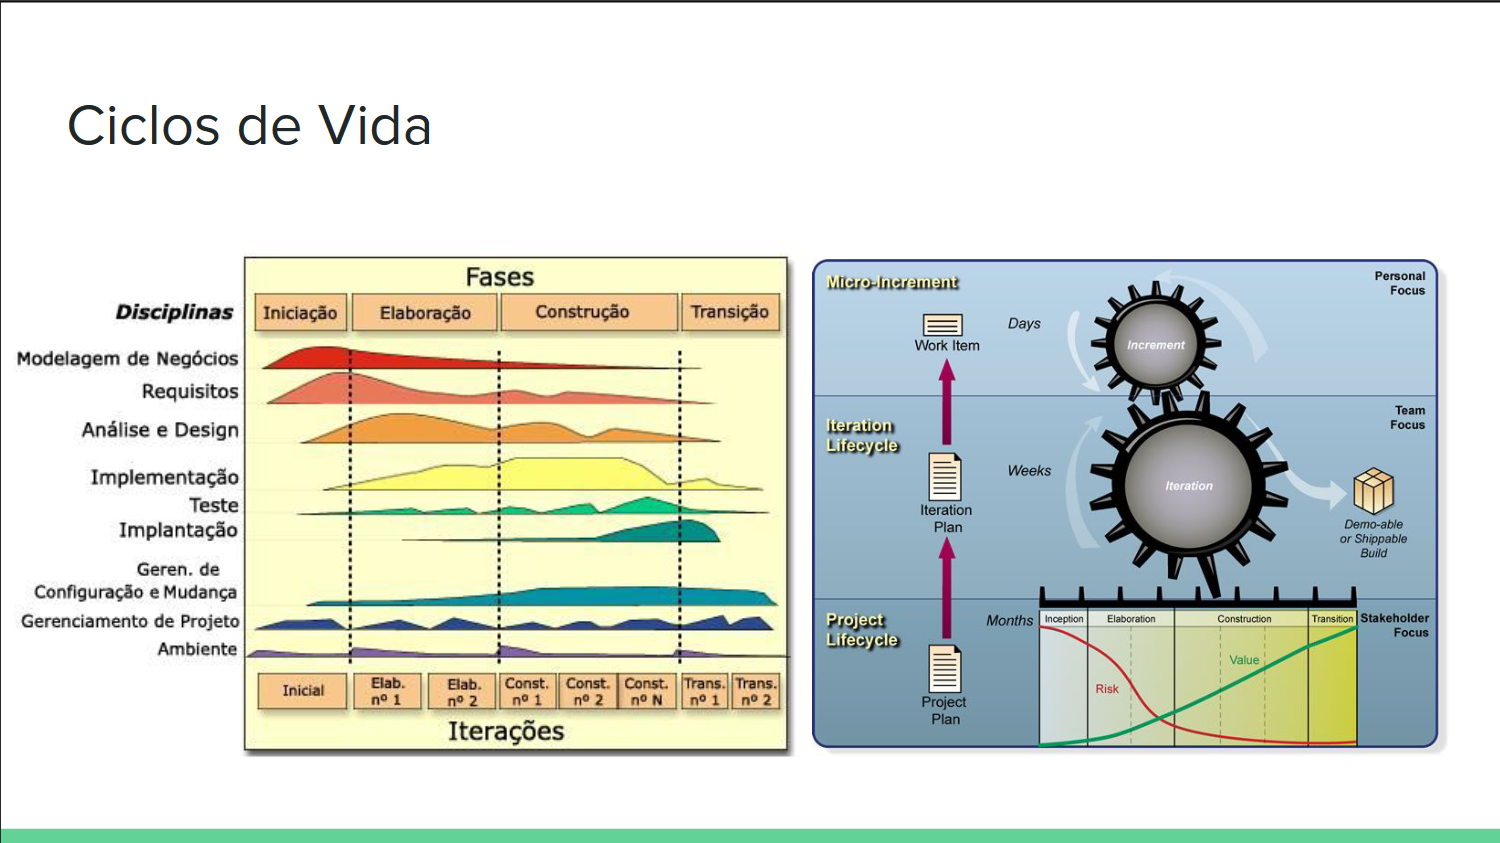 Ciclos de Vida
Fases
Disciplinas
Iniciação
Elaboração
Construção
Transição
Modelagem de Negócios
Requisitos
Análise e Design
Implementação
Teste
Implantação
Geren. de
Configuração e Mudança
Gerenciamento de Projeto
Ambiente
Inicial
Elab.
nº 1
Elab.
nº 2
Const.
nº 1
Const.
nº 2
Const.
nº N
Trans.
nº 1
Trans.
nº 2
Iterações
Micro-Increment
Personal
Focus
Work Item
Days
Increment
Iteration
Lifecycle
Team
Focus
Weeks
Iteration
Iteration
Plan
Demo-able
or Shippable
Build
Project
Lifecycle
Months
Inception
Elaboration
Construction
Transition
Stakeholder
Focus
Value
Risk
Project
Plan